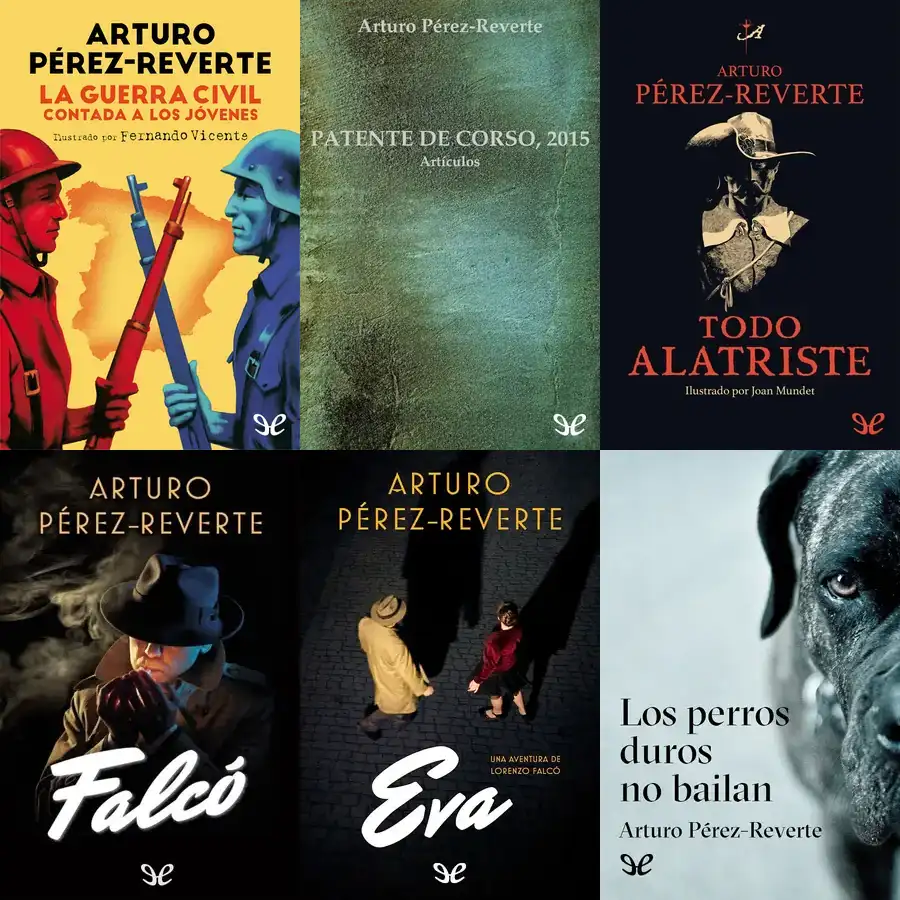 ARTURO
PÉREZ-REVERTE
LA GUERRA CIVIL
CONTADA A LOS JÓVENES
Ilustrado por Fernando Vicente
Arturo Pérez-Reverte
PATENTE DE CORSO, 2015
Artículos
ARTURO
PÉREZ-REVERTE
TODO
ALATRISTE
Ilustrado por Joan Mundet
ARTURO
PÉREZ-REVERTE
Falcó
ARTURO
PÉREZ-REVERTE
UNA AVENTURA DE
LORENZO FALCÓ
Eva
Los perros
duros
no bailan
Arturo Pérez-Reverte